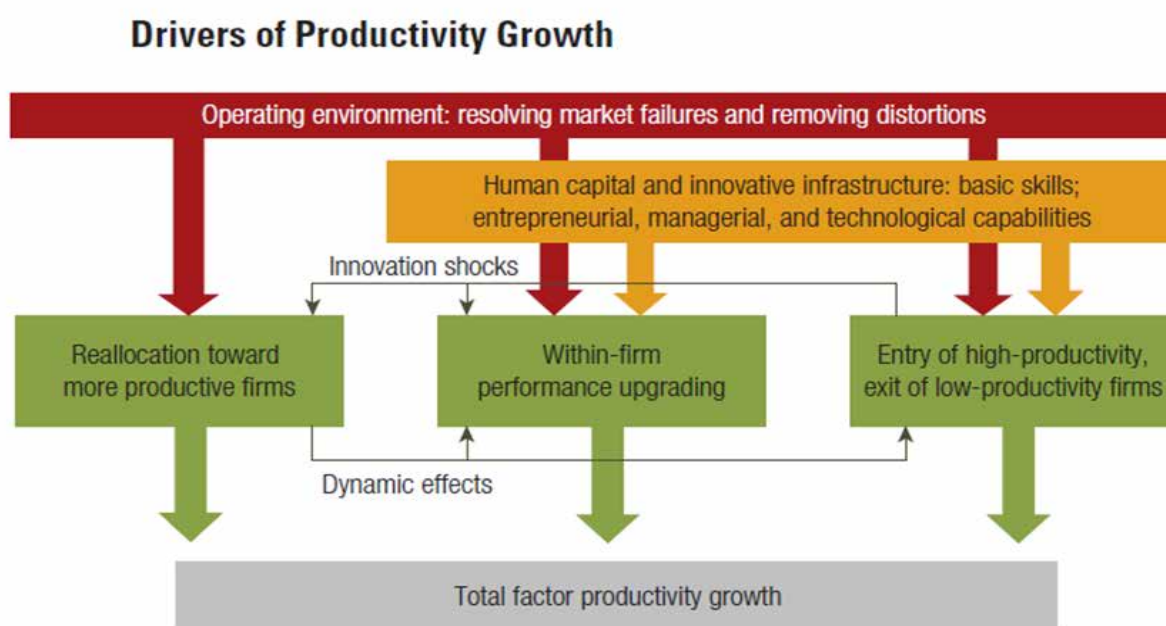 Drivers of Productivity Growth
Operating environment: resolving market failures and removing distortions
Human capital and innovative infrastructure: basic skills;
entrepreneurial, managerial, and technological capabilities
Innovation shocks
Reallocation toward
more productive firms
Within-firm
performance upgrading
Entry of high-productivity,
exit of low-productivity firms
Dynamic effects
Total factor productivity growth